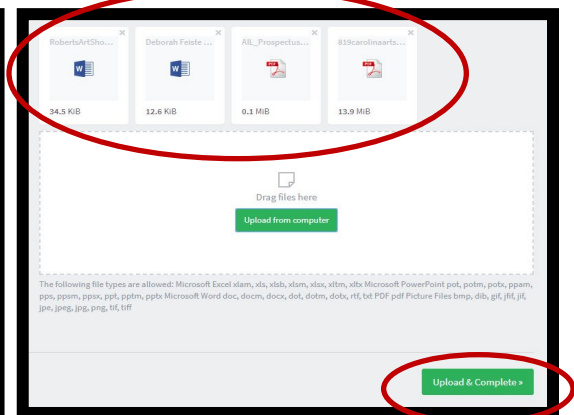 RobertsArtSho... Deborah Feiste ... AIL_Prospectus... 819carolinaarts...
34.5 KiB 12.6 KiB 0.1 MiB 13.9 MiB
Drag files here
Upload from computer
The following file types are allowed: Microsoft Excel xlam, xls, xlsb, xlsm, xlsx, xltm, xltx Microsoft PowerPoint pot, potm, potx, ppam,
pps, ppsm, ppsx, ppt, pptm, pptx Microsoft Word doc, docm, docx, dot, dotm, dotx, rtf, txt PDF pdf Picture Files bmp, dib, gif, jfif, jif,
jpe, jpeg, jpg, png, tif, tiff
Upload & Complete »